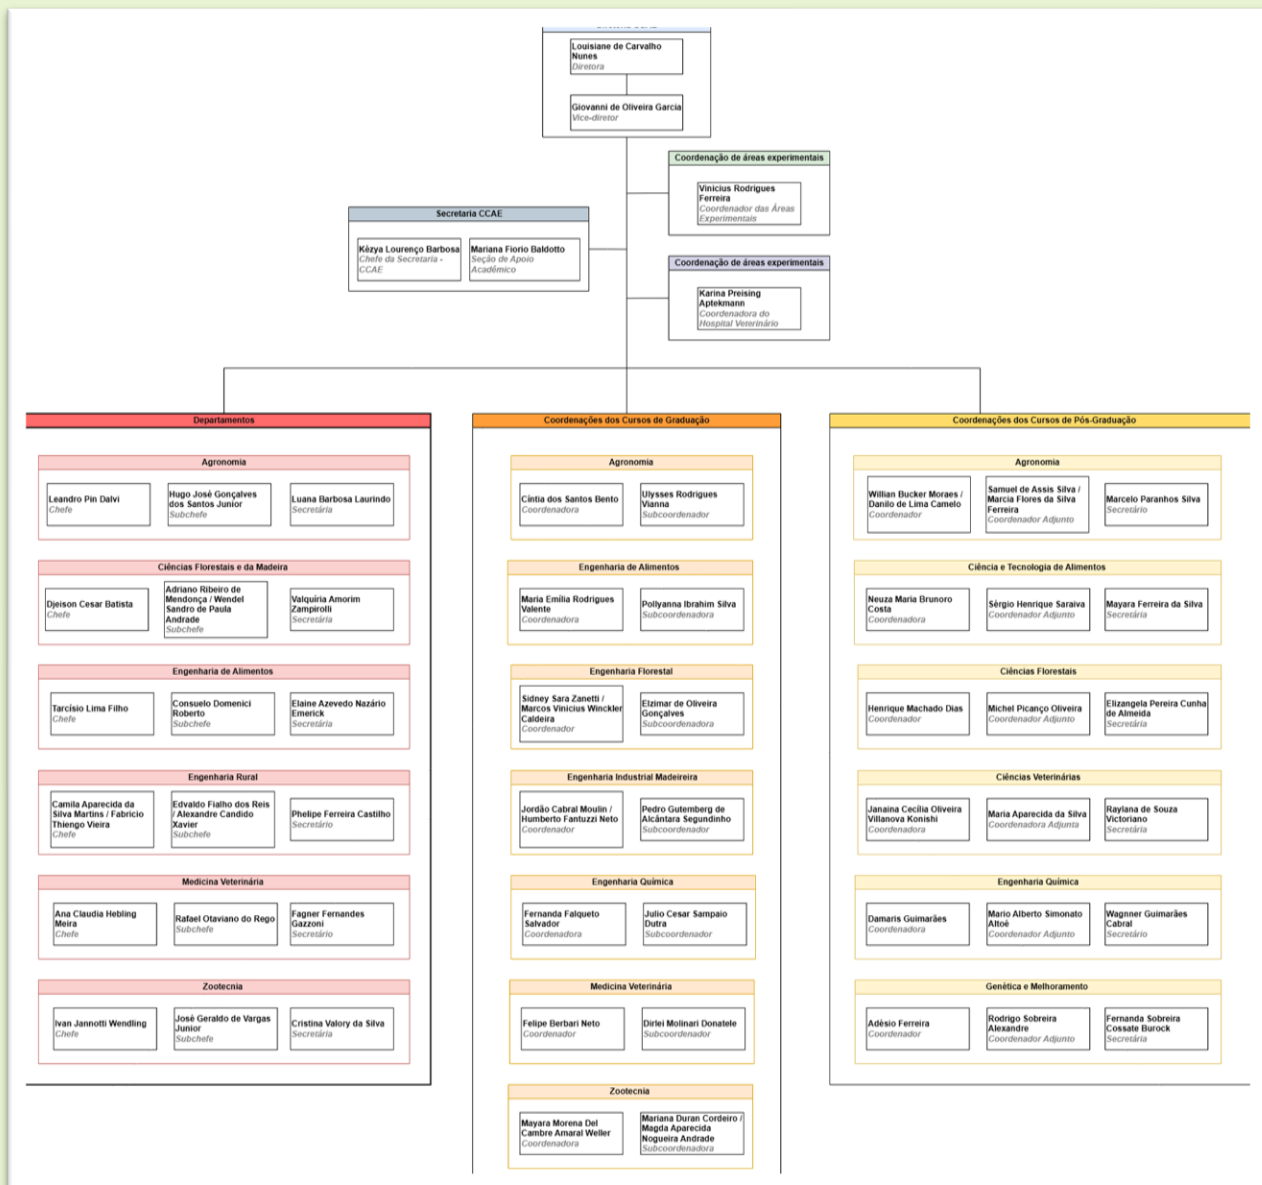 Louisiane de Carvalho
Nunes
Diretora
Giovanni de Oliveira Garcia
Vice-diretor
Coordenação de áreas experimentais
Vinicius Rodrigues
Ferreira
Coordenador das Áreas
Experimentais
Secretaria CCAE
Kézya Lourenço Barbosa
Chefe da Secretaria -
CCAE
Mariana Fiorio Baldotto
Seção de Apoio
Acadêmico
Coordenação de áreas experimentais
Karina Preising
Aptekmann
Coordenadora do
Hospital Veterinário
Departamentos
Agronomia
Leandro Pin Dalvi
Chefe
Hugo José Gonçalves
dos Santos Junior
Subchefe
Luana Barbosa Laurindo
Secretária
Ciências Florestais e da Madeira
Djeison Cesar Batista
Chefe
Adriano Ribeiro de
Mendonça / Wendel
Sandro de Paula
Andrade
Subchefe
Valquíria Amorim
Zampirolli
Secretária
Engenharia de Alimentos
Tarcísio Lima Filho
Chefe
Consuelo Domenici
Roberto
Subchefe
Elaine Azevedo Nazário
Emerick
Secretária
Engenharia Rural
Camila Aparecida da
Silva Martins / Fabricio
Thiengo Vieira
Chefe
Edvaldo Fialho dos Reis
/ Alexandre Candido
Xavier
Subchefe
Phelipe Ferreira Castilho
Secretário
Medicina Veterinária
Ana Claudia Hebling
Meira
Chefe
Rafael Otaviano do Rego
Subchefe
Fagner Fernandes
Gazzoni
Secretário
Zootecnia
Ivan Jannotti Wendling
Chefe
José Geraldo de Vargas
Junior
Subchefe
Cristina Valory da Silva
Secretária
Coordenações dos Cursos de Graduação
Agronomia
Cíntia dos Santos Bento
Coordenadora
Ulysses Rodrigues
Vianna
Subcoordenador
Engenharia de Alimentos
Maria Emília Rodrigues
Valente
Coordenadora
Pollyanna Ibrahim Silva
Subcoordenadora
Engenharia Florestal
Sidney Sara Zanetti /
Marcos Vinicius Winckler
Caldeira
Coordenador
Elzimar de Oliveira
Gonçalves
Subcoordenadora
Engenharia Industrial Madeireira
Jordão Cabral Moulin /
Humberto Fantuzzi Neto
Coordenador
Pedro Gutemberg de
Alcântara Segundinho
Subcoordenador
Engenharia Química
Fernanda Falqueto
Salvador
Coordenadora
Julio Cesar Sampaio
Dutra
Subcoordenador
Medicina Veterinária
Felipe Berbari Neto
Coordenador
Dirlei Molinari Donatele
Subcoordenador
Zootecnia
Mayara Morena Del
Cambre Amaral Weller
Coordenadora
Mariana Duran Cordeiro /
Magda Aparecida
Nogueira Andrade
Subcoordenadora
Coordenações dos Cursos de Pós-Graduação
Agronomia
Willian Bucker Moraes /
Danilo de Lima Camelo
Coordenador
Samuel de Assis Silva /
Marcia Flores da Silva
Ferreira
Coordenador Adjunto
Marcelo Paranhos Silva
Secretário
Ciência e Tecnologia de Alimentos
Neuza Maria Brunoro
Costa
Coordenadora
Sérgio Henrique Saraiva
Coordenador Adjunto
Mayara Ferreira da Silva
Secretária
Ciências Florestais
Henrique Machado Dias
Coordenador
Michel Picanço Oliveira
Coordenador Adjunto
Elizangela Pereira Cunha
de Almeida
Secretária
Ciências Veterinárias
Janaina Cecília Oliveira
Villanova Konishi
Coordenadora
Maria Aparecida da Silva
Coordenadora Adjunta
Raylana de Souza
Victoriano
Secretária
Engenharia Química
Damaris Guimarães
Coordenadora
Mario Alberto Simonato
Altoé
Coordenador Adjunto
Wagnner Guimarães
Cabral
Secretário
Genética e Melhoramento
Adésio Ferreira
Coordenador
Rodrigo Sobreira
Alexandre
Coordenador Adjunto
Fernanda Sobreira
Cossate Burock
Secretária